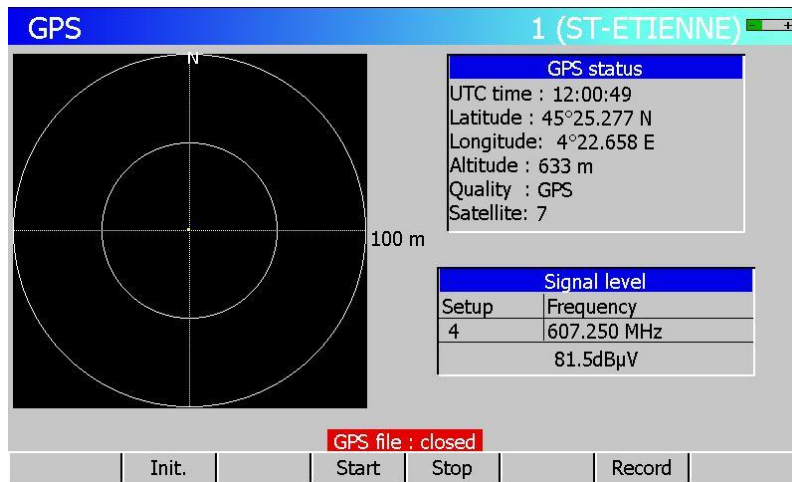 GPS 1 (ST-ETIENNE)
- +
N
100 m
GPS status
UTC time : 12:00:49
Latitude : 45°25.277 N
Longitude: 4°22.658 E
Altitude : 633 m
Quality : GPS
Satellite: 7
Signal level
Setup Frequency
4 607.250 MHz
81.5dBµV
GPS file : closed
Init. Start Stop Record